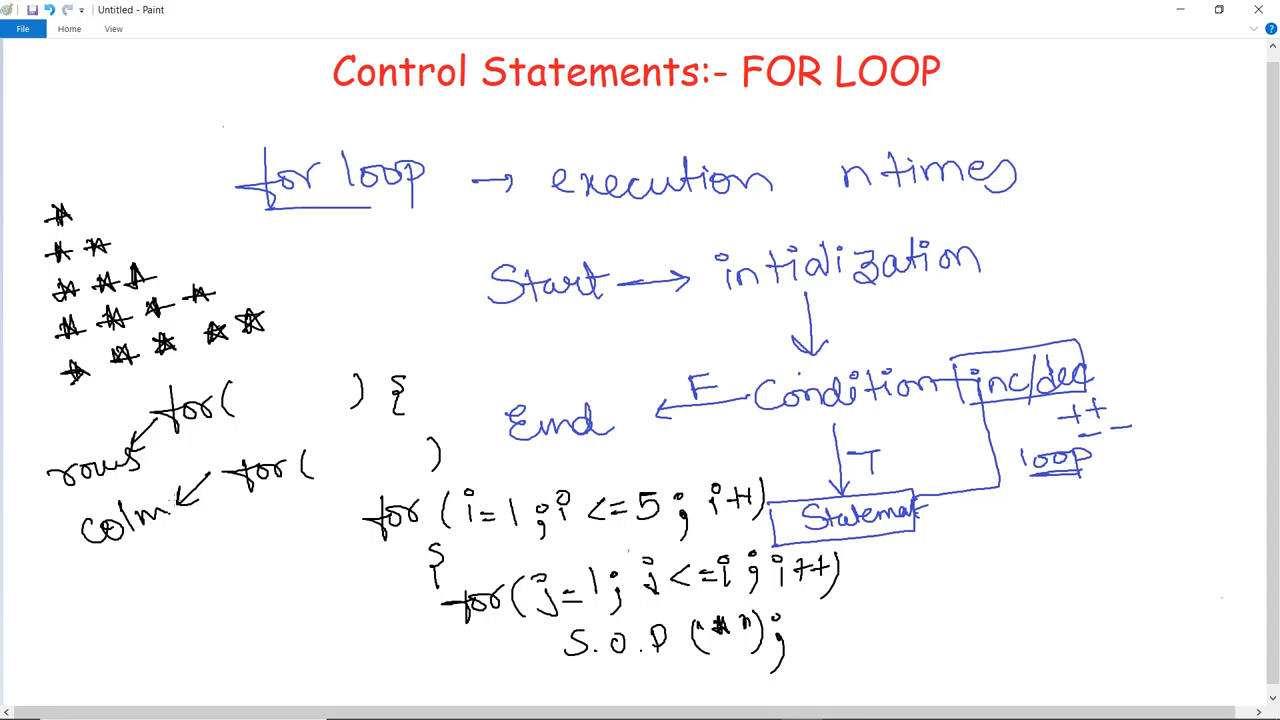 Untitled - Paint
File Home View
Control Statements:- FOR LOOP
for loop → execution n times
Start → intialization
Condition inc/dec
F
End
++
--
T
loop
Statemat
for( ) {
rows
for( )
colm
for (i=1;i<=5;i++)
{
for(j=1;j<=i;i++)
S.O.P("*");